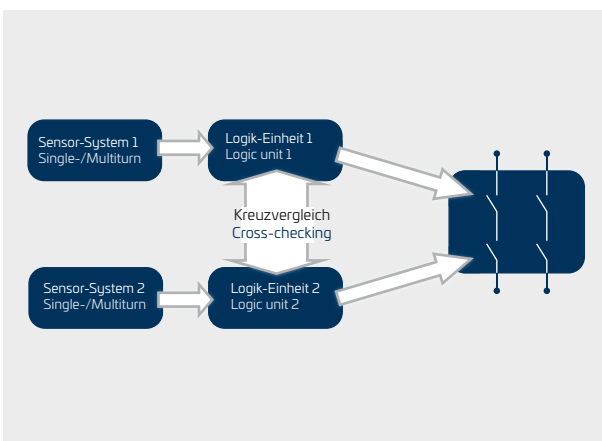 Sensor-System 1
Single-/Multiturn
Logik-Einheit 1
Logic unit 1
Kreuzvergleich
Cross-checking
Sensor-System 2
Single-/Multiturn
Logik-Einheit 2
Logic unit 2